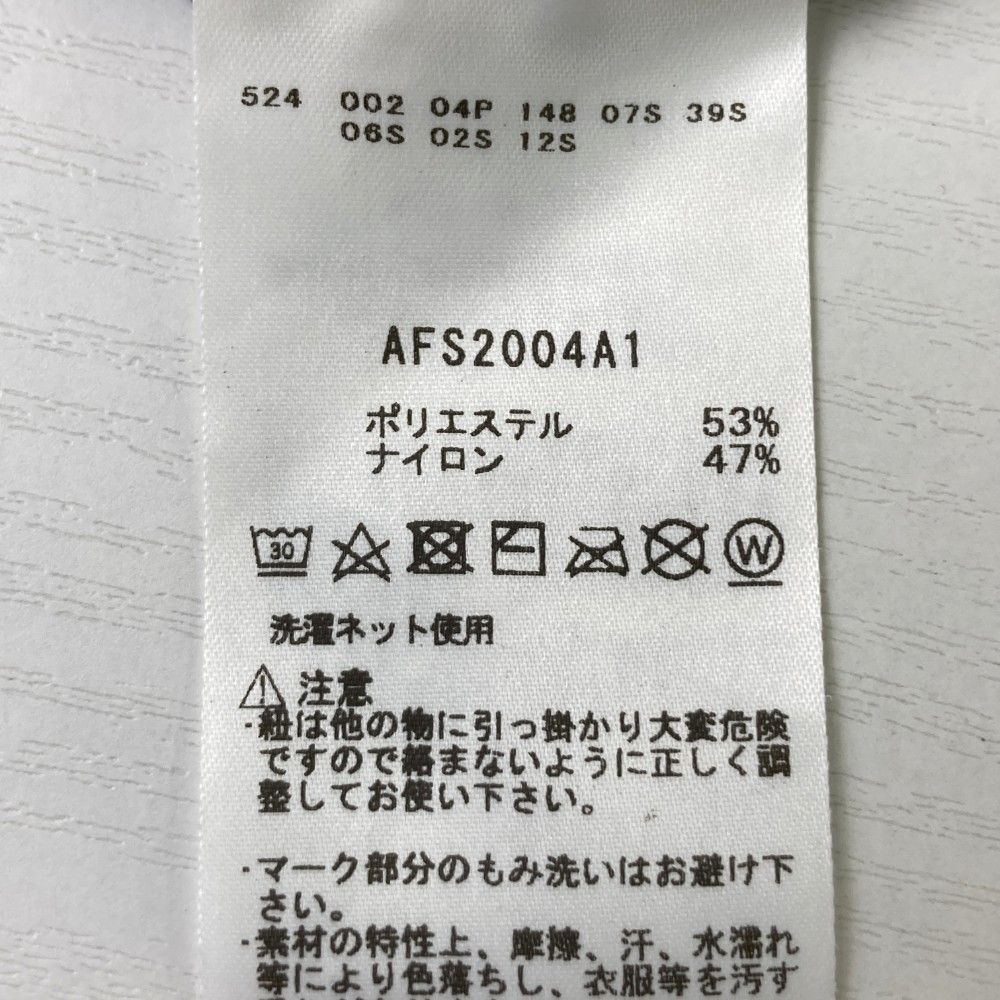 524 002 04P 148 07S 39S
06S 02S 12S
AFS2004A1
ポリエステル 53%
ナイロン 47%
30 W
洗濯ネット使用
注意
・紐は他の物に引っ掛かり大変危険
ですので絡まないように正しく調
整してお使い下さい。
・マーク部分のもみ洗いはお避け下
さい。
・素材の特性上、摩擦、汗、水濡れ
等により色落ちし、衣服等を汚す